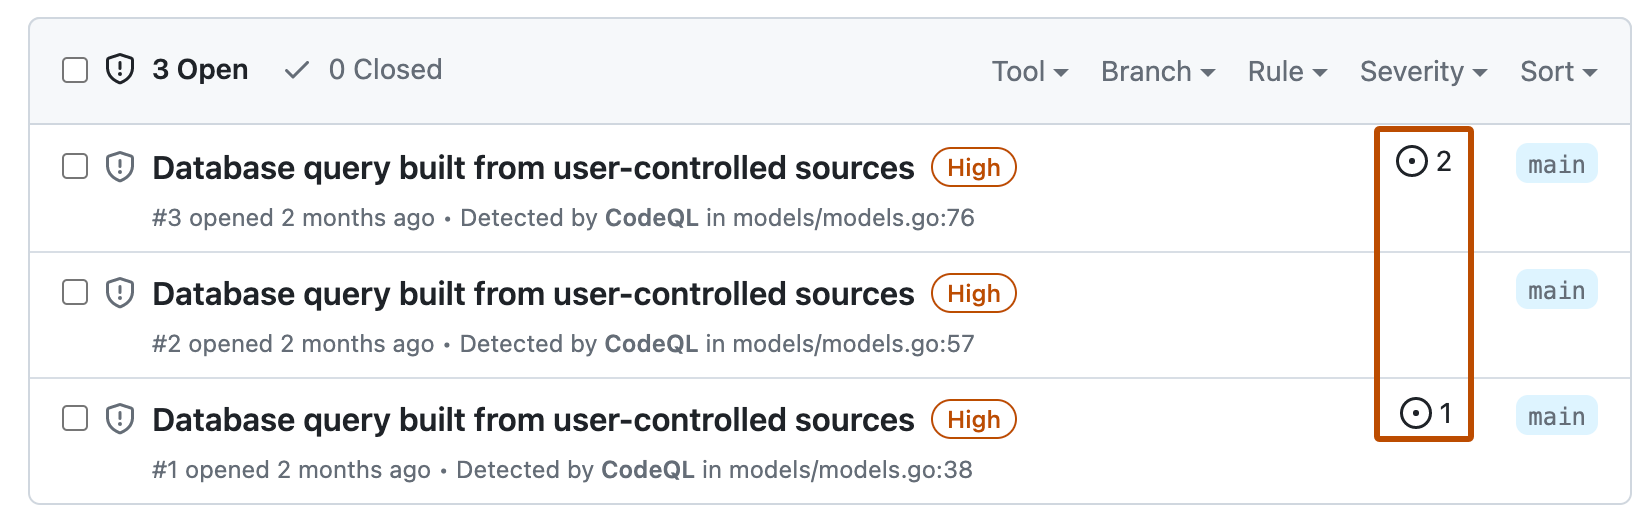 3 Open 0 Closed Tool Branch Rule Severity Sort
Database query built from user-controlled sources High 2 main
#3 opened 2 months ago • Detected by CodeQL in models/models.go:76
Database query built from user-controlled sources High main
#2 opened 2 months ago • Detected by CodeQL in models/models.go:57
Database query built from user-controlled sources High 1 main
#1 opened 2 months ago • Detected by CodeQL in models/models.go:38